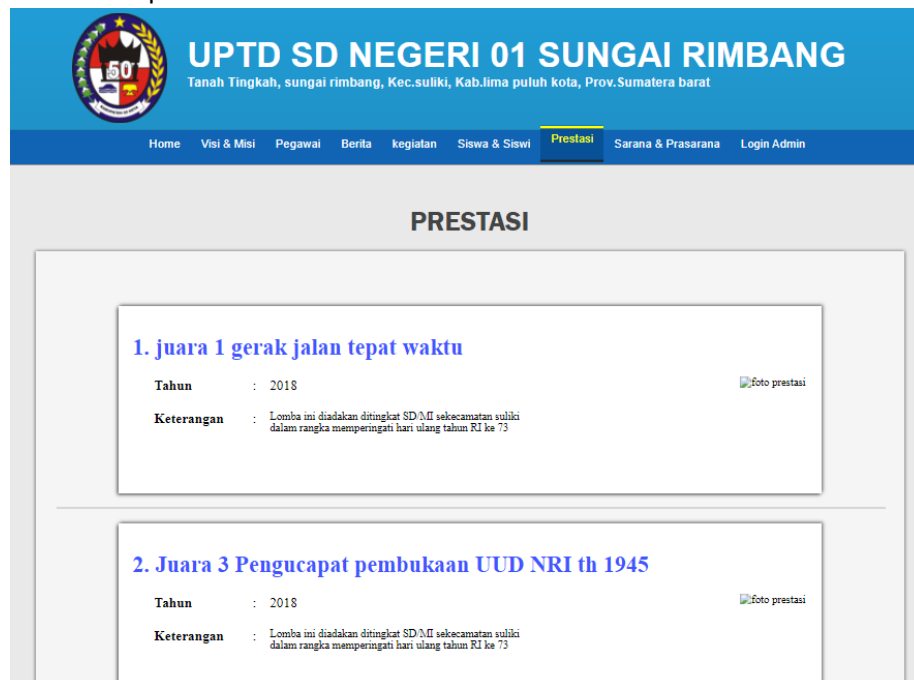 50
UPTD SD NEGERI 01 SUNGAI RIMBANG
Tanah Tingkah, sungai rimbang, Kec.suliki, Kab.lima puluh kota, Prov.Sumatera barat
Home Visi & Misi Pegawai Berita kegiatan Siswa & Siswi Prestasi Sarana & Prasarana Login Admin
PRESTASI
1. juara 1 gerak jalan tepat waktu
Tahun : 2018 foto prestasi
Keterangan : Lomba ini diadakan ditingkat SD/MI sekecamatan suliki
dalam rangka memperingati hari ulang tahun RI ke 73
2. Juara 3 Pengucapat pembukaan UUD NRI th 1945
Tahun : 2018 foto prestasi
Keterangan : Lomba ini diadakan ditingkat SD/MI sekecamatan suliki
dalam rangka memperingati hari ulang tahun RI ke 73